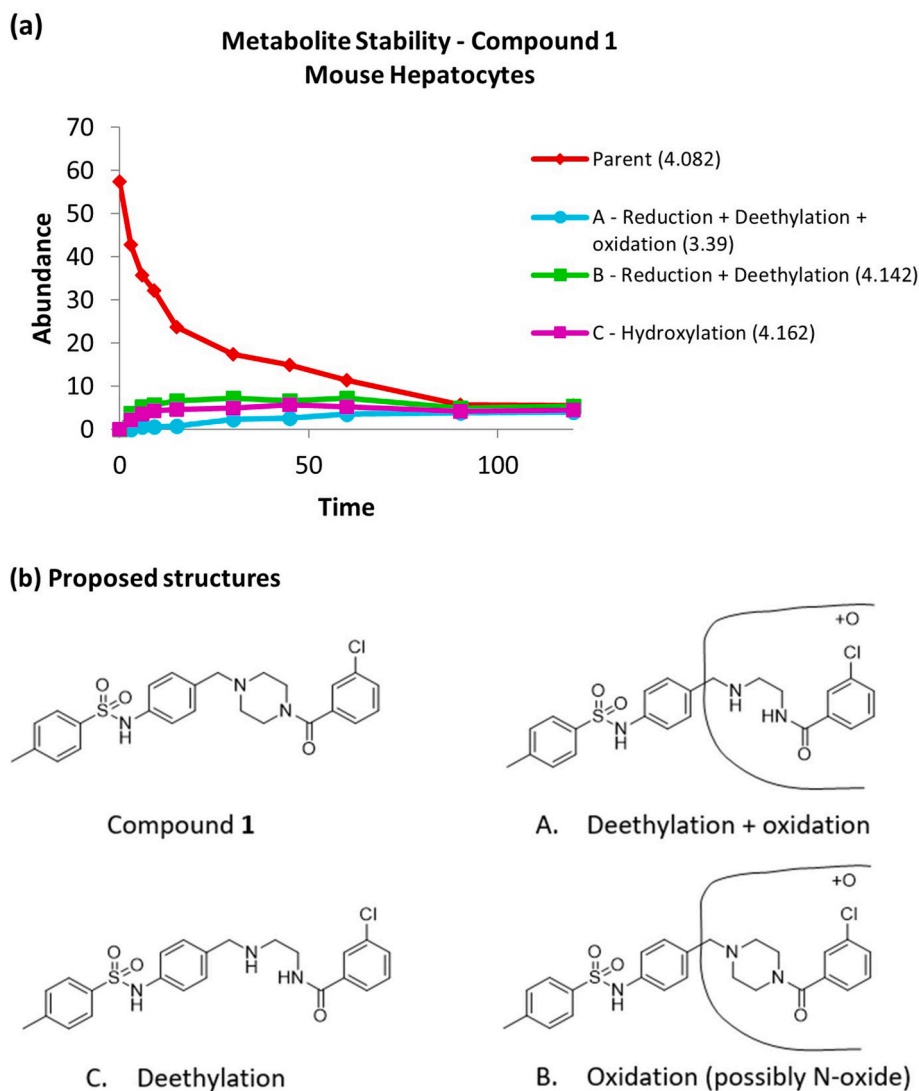 (a)
Metabolite Stability - Compound 1
Mouse Hepatocytes
70
60
50
40
30
20
10
0
Abundance
0
50
100
Time
Parent (4.082)
A - Reduction + Deethylation +
oxidation (3.39)
B - Reduction + Deethylation (4.142)
C - Hydroxylation (4.162)
(b) Proposed structures
O
O
S
N
H
N
N
O
Cl
Compound 1
+O
O
O
S
N
H
NH
HN
O
Cl
A. Deethylation + oxidation
O
O
S
N
H
N
H
HN
O
Cl
C. Deethylation
+O
O
O
S
N
H
N
N
O
Cl
B. Oxidation (possibly N-oxide)